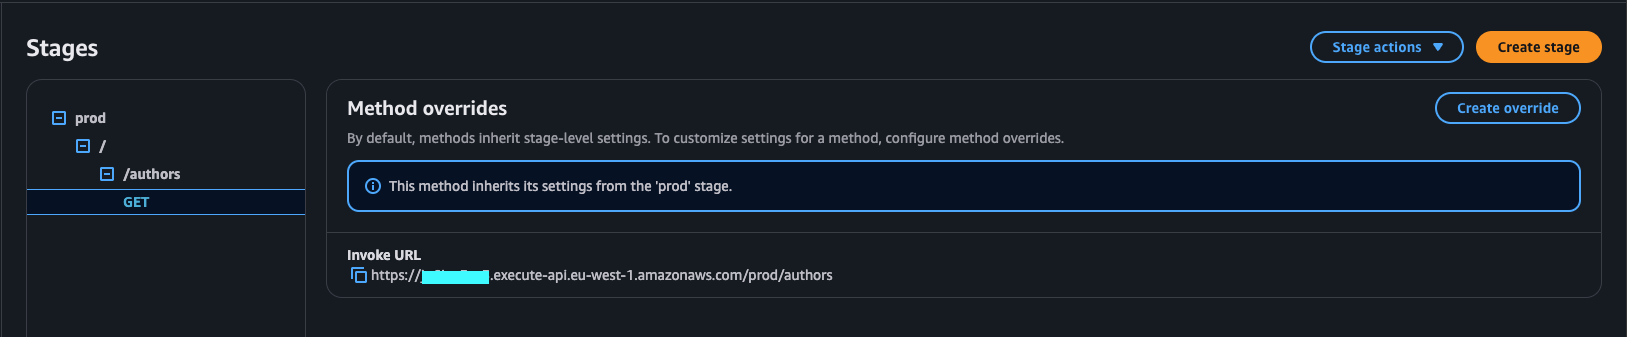 Stages
Stage actions
Create stage
prod
/
/authors
GET
Method overrides
Create override
By default, methods inherit stage-level settings. To customize settings for a method, configure method overrides.
This method inherits its settings from the 'prod' stage.
Invoke URL
https://.execute-api.eu-west-1.amazonaws.com/prod/authors